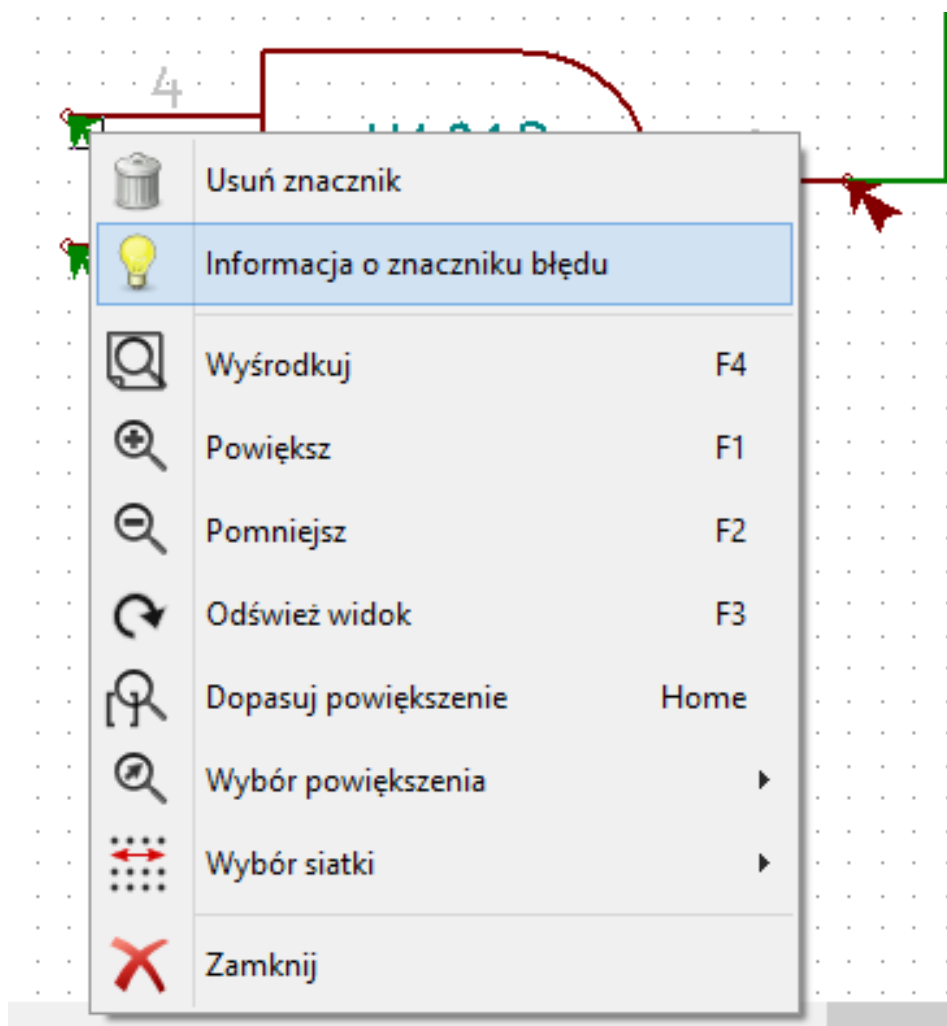 4
Usuń znacznik
Informacja o znaczniku błędu
Wyśrodkuj F4
Powiększ F1
Pomniejsz F2
Odśwież widok F3
Dopasuj powiększenie Home
Wybór powiększenia
Wybór siatki
Zamknij